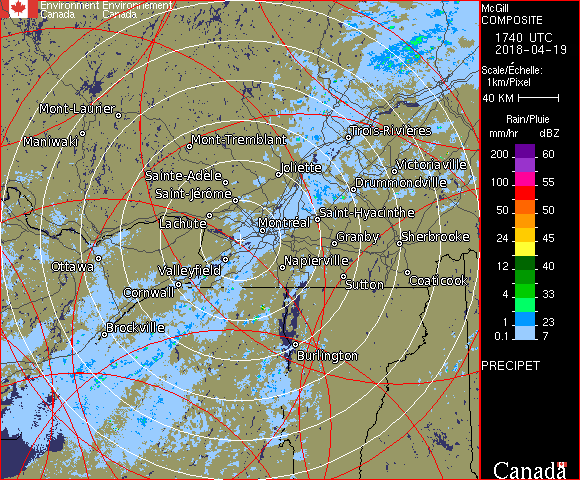 Environment Environnement
Canada Canada
McGill
COMPOSITE
1740 UTC
2018-04-19
Scale/Échelle:
1km/Pixel
40 KM
Rain/Pluie
mm/hr dBZ
200 60
100 55
50 50
24 45
12 40
4 33
1 23
0.1 7
PRECIPET
Canada
Mont-Laurier
Maniwaki
Mont-Tremblant
Trois-Rivières
Joliette
Victoriaville
Sainte-Adèle
Drummondville
Saint-Jérôme
Saint-Hyacinthe
Lachute
Montréal
Granby
Sherbrooke
Ottawa
Napierville
Valleyfield
Sutton
Coaticook
Cornwall
Brockville
Burlington